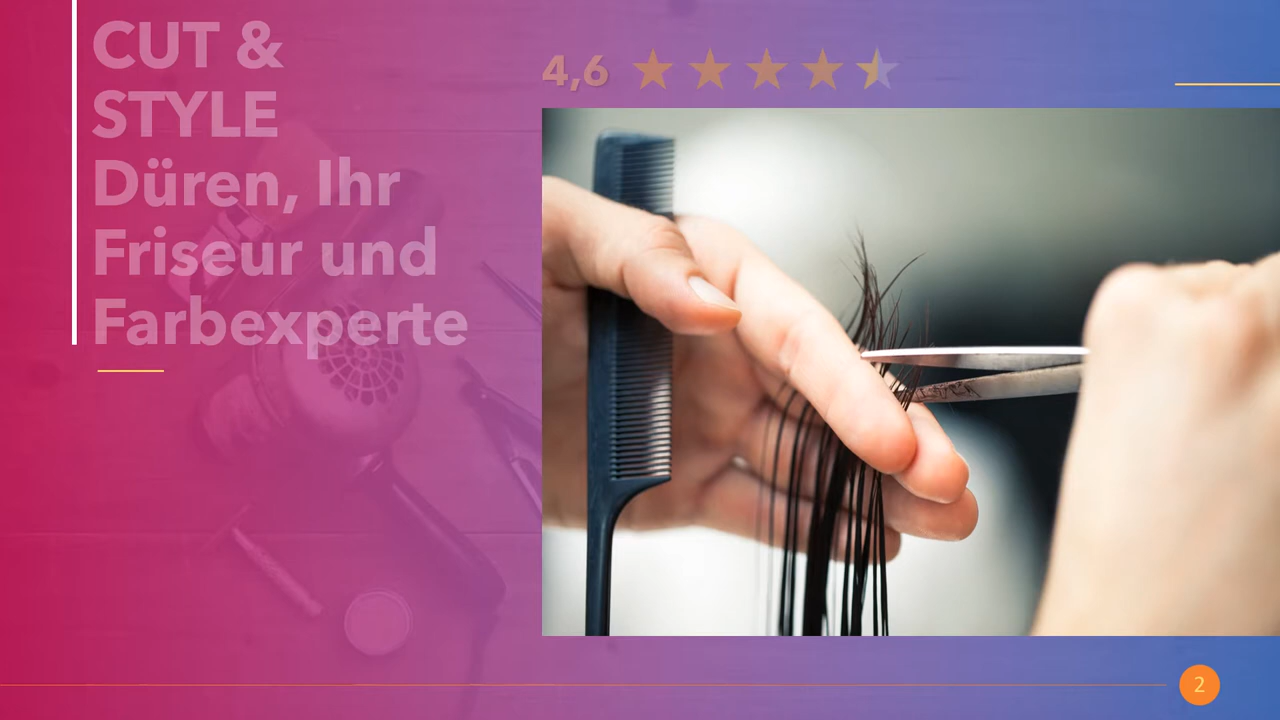 CUT &
STYLE
Düren, Ihr
Friseur und
Farbexperte
4,6
2